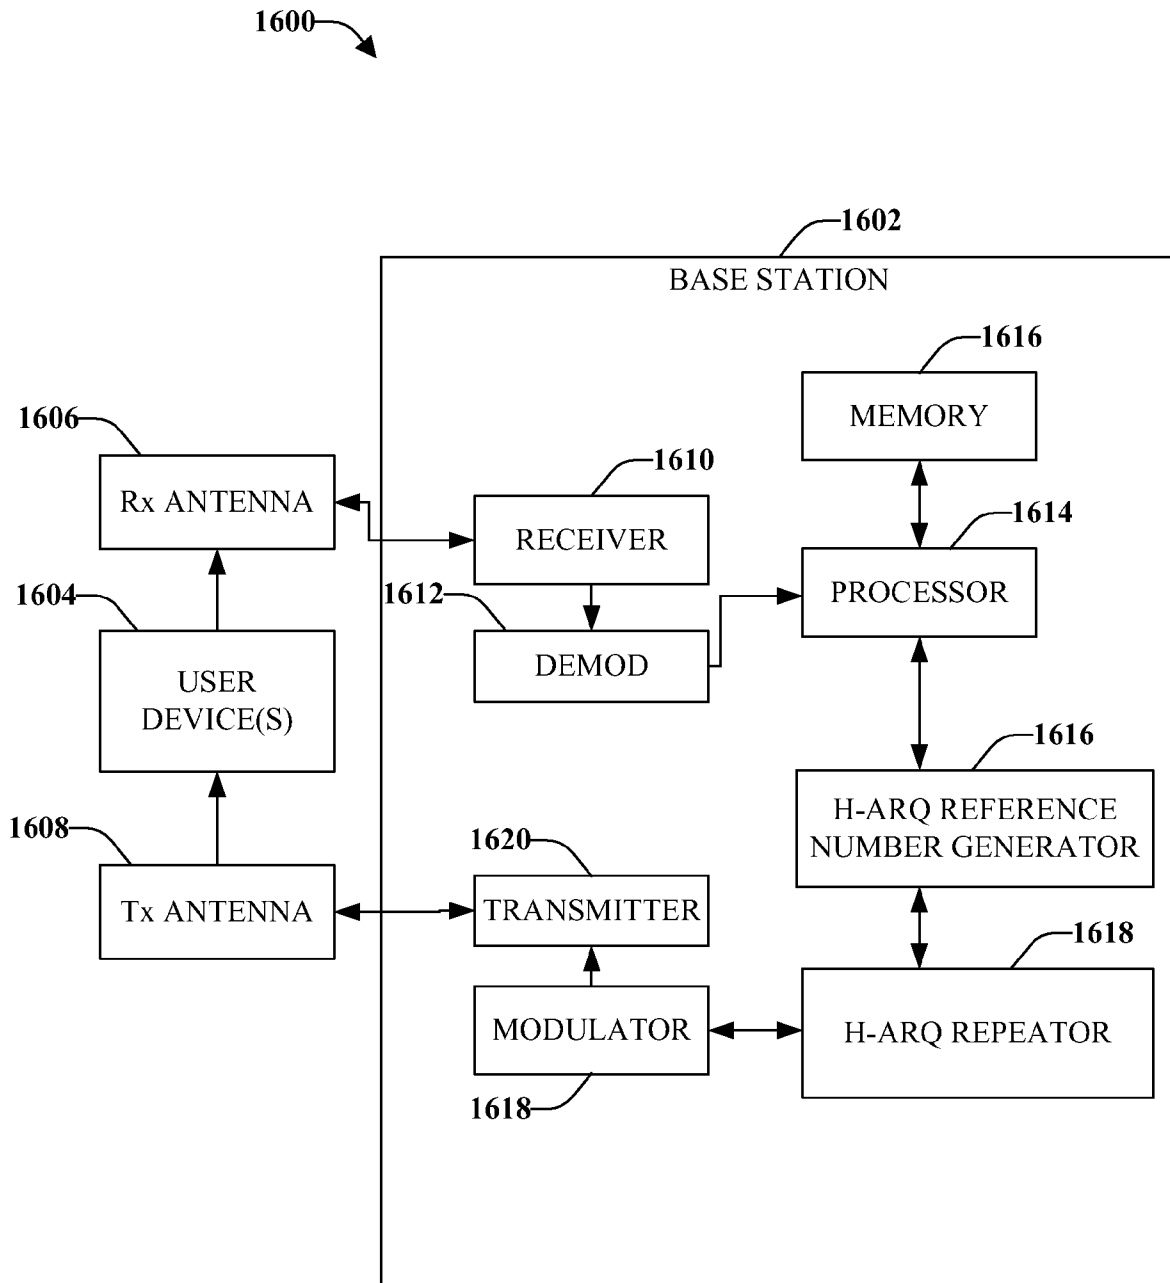 1600
1602
BASE STATION
1616
MEMORY
1606
Rx ANTENNA
1610
RECEIVER
1614
PROCESSOR
1604
USER
DEVICE(S)
1612
DEMOD
1616
H-ARQ REFERENCE
NUMBER GENERATOR
1608
Tx ANTENNA
1620
TRANSMITTER
1618
H-ARQ REPEATOR
MODULATOR
1618